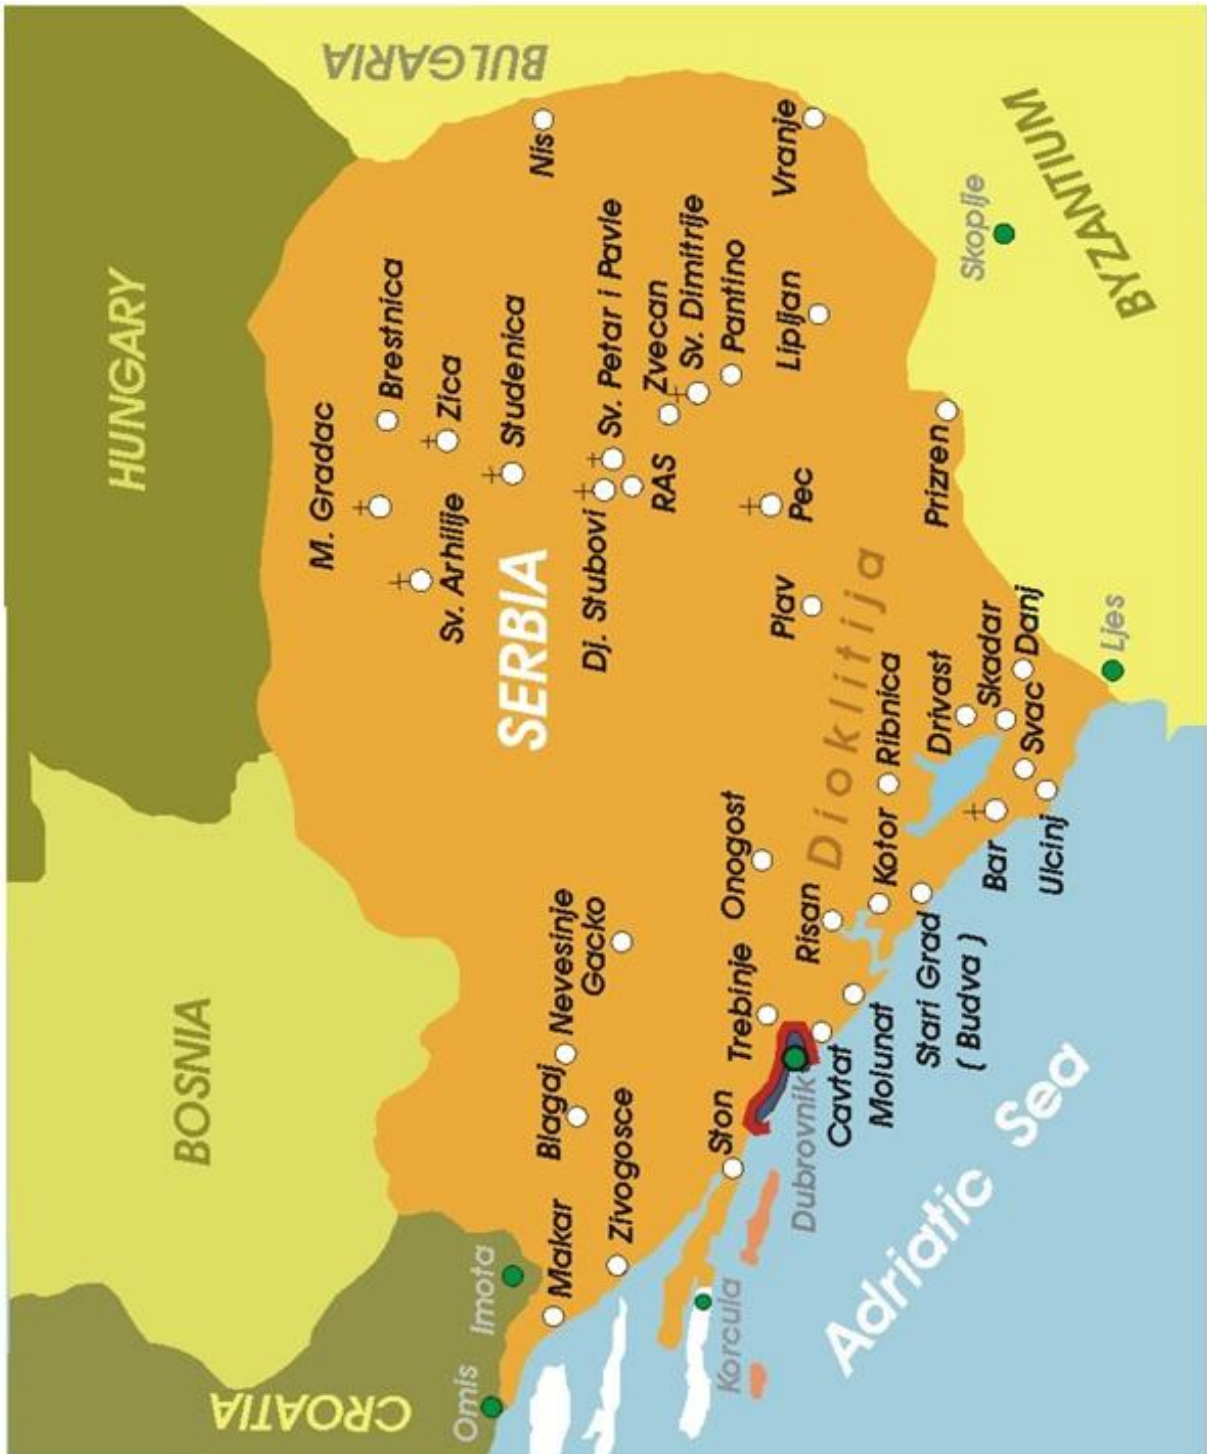 HUNGARY
BOSNIA
CROATIA
BULGARIA
BYZANTIUM
SERBIA
Dioklitija
Adriatic Sea
Omis
Imota
Makar
Zivogosce
Blagaj
Nevesinje
Gacko
Ston
Korcula
Dubrovnik
Trebinje
Cavtat
Molunat
Onogost
Risan
Kotor
Stari Grad
( Budva )
Ribnica
Bar
Ulcinj
Svac
Skadar
Danj
Drivast
Ljes
M. Gradac
Brestnica
Zica
Sv. Arhilije
Studenica
Dj. Stubovi
Sv. Petar i Pavle
RAS
Zvecan
Sv. Dimitrije
Pantino
Pec
Plav
Lipljan
Prizren
Nis
Vranje
Skoplje